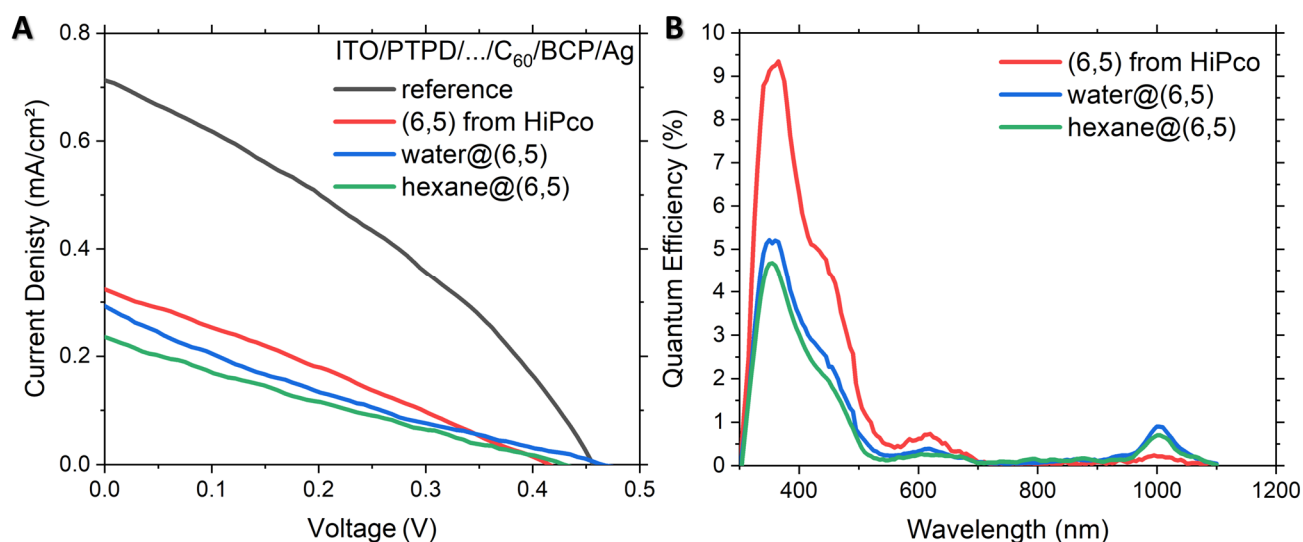 A
ITO/PTPD/.../C60/BCP/Ag
reference
(6,5) from HiPco
water@(6,5)
hexane@(6,5)
Current Denisty (mA/cm²)
0.8
0.6
0.4
0.2
0.0
0.0 0.1 0.2 0.3 0.4 0.5
Voltage (V)
B
(6,5) from HiPco
water@(6,5)
hexane@(6,5)
Quantum Efficiency (%)
10
9
8
7
6
5
4
3
2
1
0
400 600 800 1000 1200
Wavelength (nm)